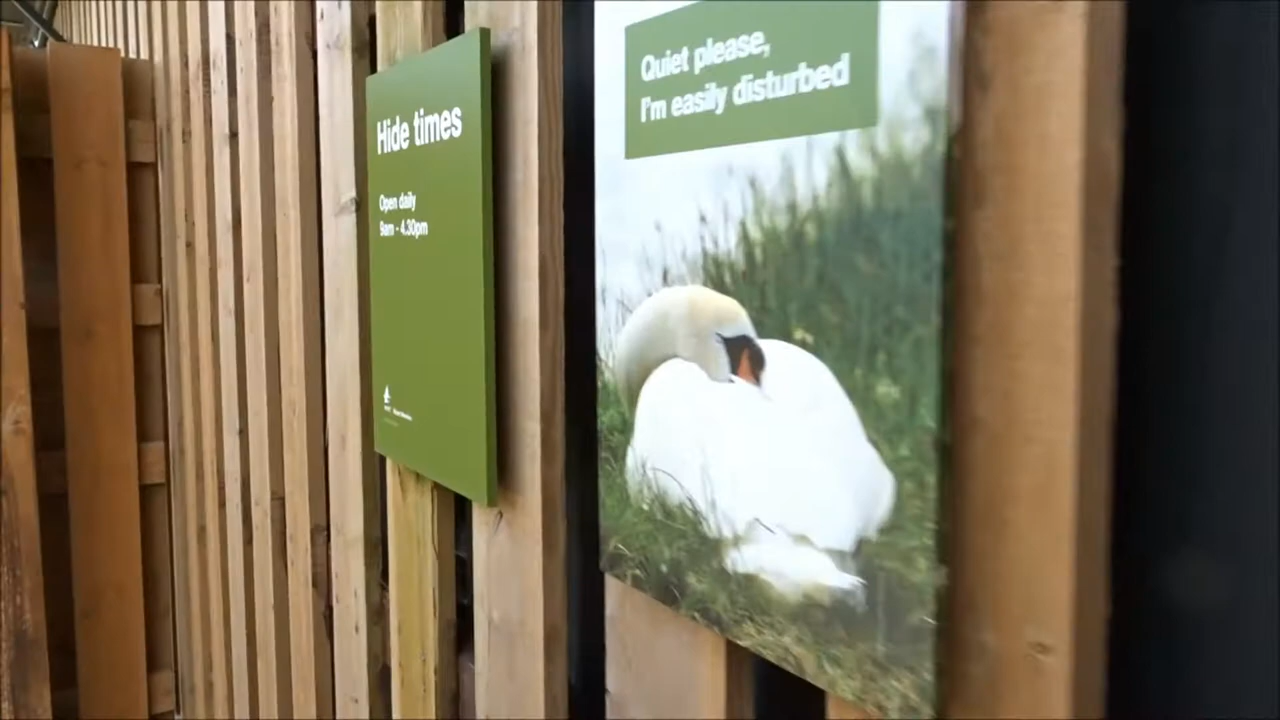 Hide times
Open daily
9am - 4.30pm
Quiet please,
I'm easily disturbed